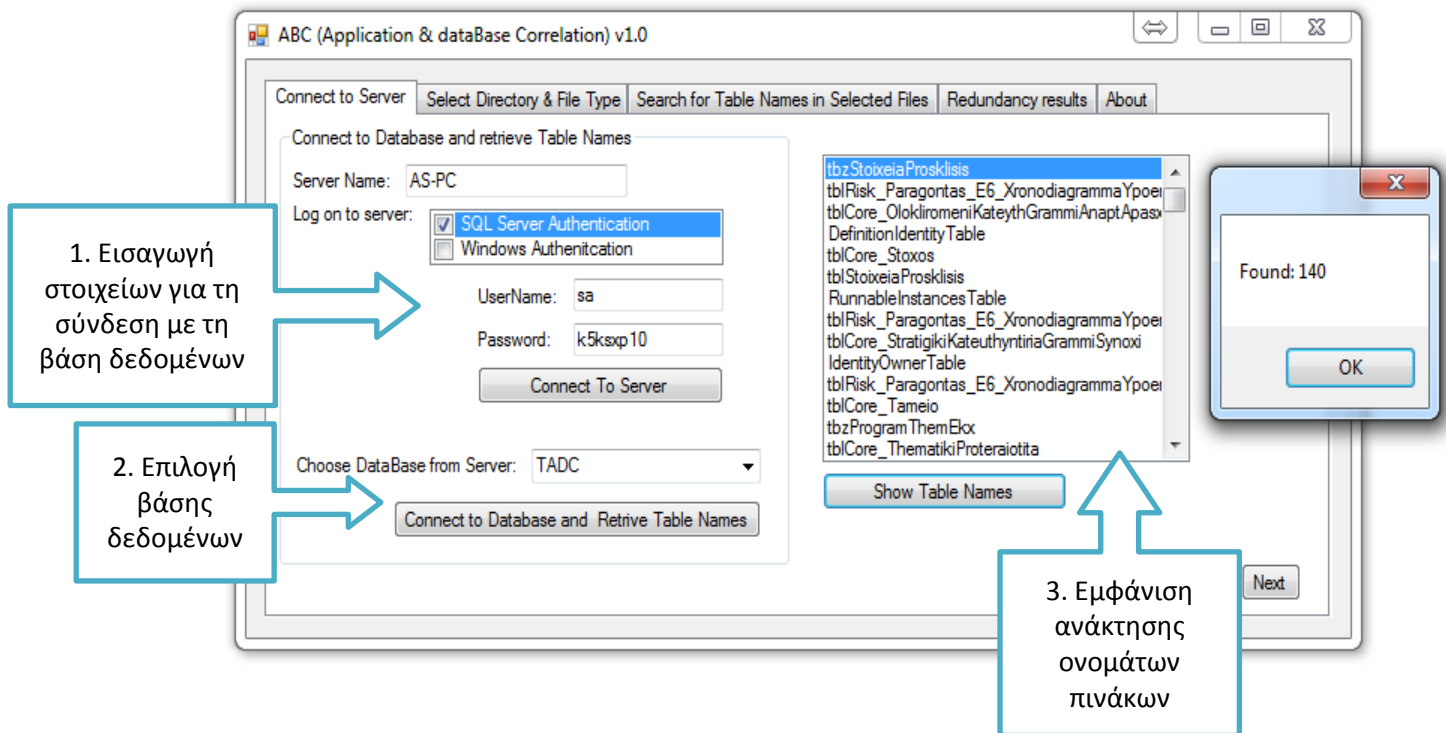 ABC (Application & dataBase Correlation) v1.0
Connect to Server
Select Directory & File Type
Search for Table Names in Selected Files
Redundancy results
About
Connect to Database and retrieve Table Names
Server Name:
AS-PC
Log on to server:
SQL Server Authentication
Windows Authenitcation
UserName:
sa
Password:
k5ksxp10
Connect To Server
Choose DataBase from Server:
TADC
Connect to Database and Retrive Table Names
tbzStoixeiaProsklisis
tblRisk_Paragontas_E6_XronodiagrammaYpoer
tblCore_OlokliromeniKateythGrammiAnaptApasx
DefinitionIdentityTable
tblCore_Stoxos
tblStoixeiaProsklisis
RunnableInstancesTable
tblRisk_Paragontas_E6_XronodiagrammaYpoer
tblCore_StratigikiKateuthyntiriaGrammiSynoxi
IdentityOwnerTable
tblRisk_Paragontas_E6_XronodiagrammaYpoer
tblCore_Tameio
tbzProgramThemEkx
tblCore_ThematikiProteraiotita
Show Table Names
Next
Found: 140
OK
1. Εισαγωγή
στοιχείων για τη
σύνδεση με τη
βάση δεδομένων
2. Επιλογή
βάσης
δεδομένων
3. Εμφάνιση
ανάκτησης
ονομάτων
πινάκων